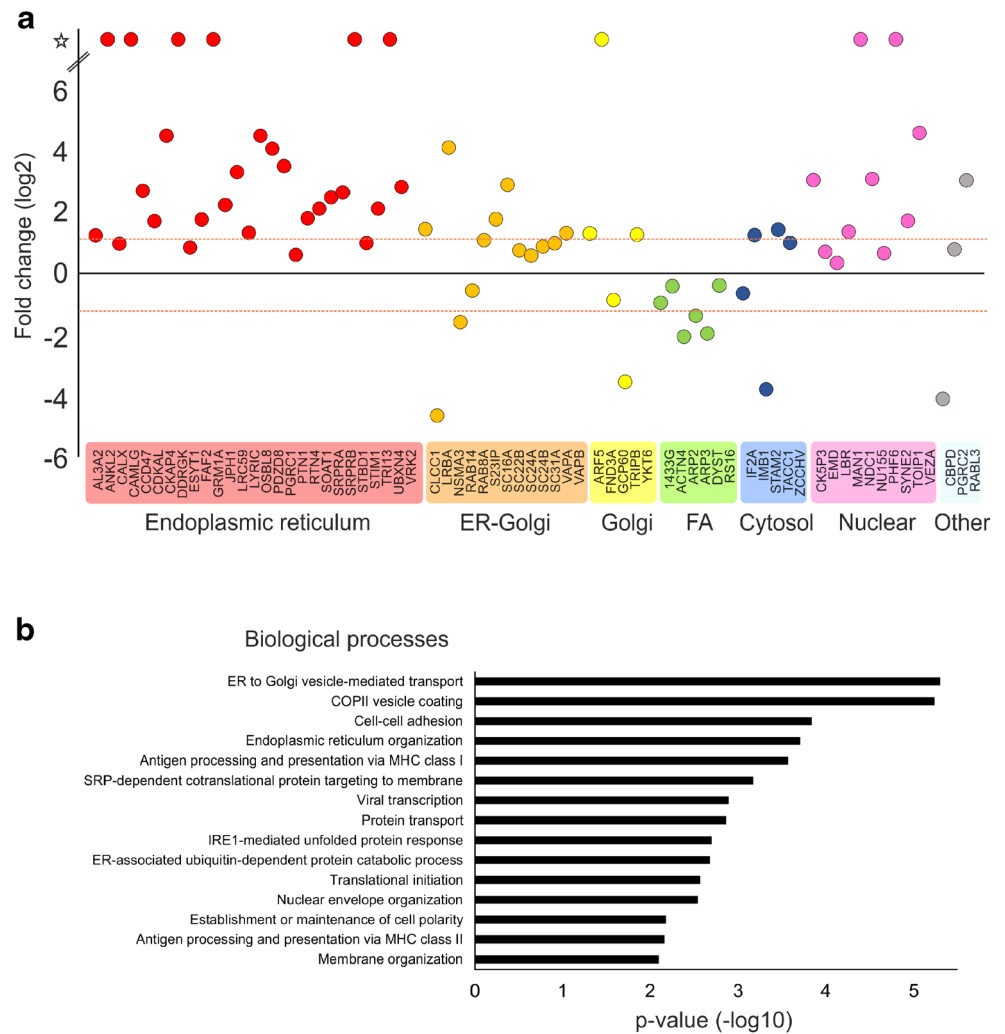 a
☆
6
4
2
0
-2
-4
-6
Fold change (log2)
AL3A2
ANKL2
CALX
CAMLG
CCD47
CDKAL
CKAP4
DDRGK
ESYT1
FAF2
JPH1
LRC59
LYRIC
OSBL8
PDZD8
PGRC1
PTN1
RTN4
SOAT1
SRPRA
SRPRB
STBD1
STIM1
TRI13
UBXN4
VRK2
CLCC1
LRBA
NSMA3
RAB14
RAB8A
S23IP
SC16A
SC22B
SC24A
SC24B
SC31A
VAPA
VAPB
ARF5
FND3A
GCP60
TRIPB
YKT6
1433G
ACTN4
ARP2
ARP3
DYST
RS16
IF2A
IMB1
STAM2
TACC1
ZCCHV
CK5P3
EMD
LBR
MAN1
NU155
PHF6
SYNE2
TOIP1
VEZA
CBPD
PGRC2
RABL3
Endoplasmic reticulum ER-Golgi Golgi FA Cytosol Nuclear Other
b
Biological processes
ER to Golgi vesicle-mediated transport
COPII vesicle coating
Cell-cell adhesion
Endoplasmic reticulum organization
Antigen processing and presentation via MHC class I
SRP-dependent cotranslational protein targeting to membrane
Viral transcription
Protein transport
IRE1-mediated unfolded protein response
ER-associated ubiquitin-dependent protein catabolic process
Translational initiation
Nuclear envelope organization
Establishment or maintenance of cell polarity
Antigen processing and presentation via MHC class II
Membrane organization
0 1 2 3 4 5
p-value (-log10)